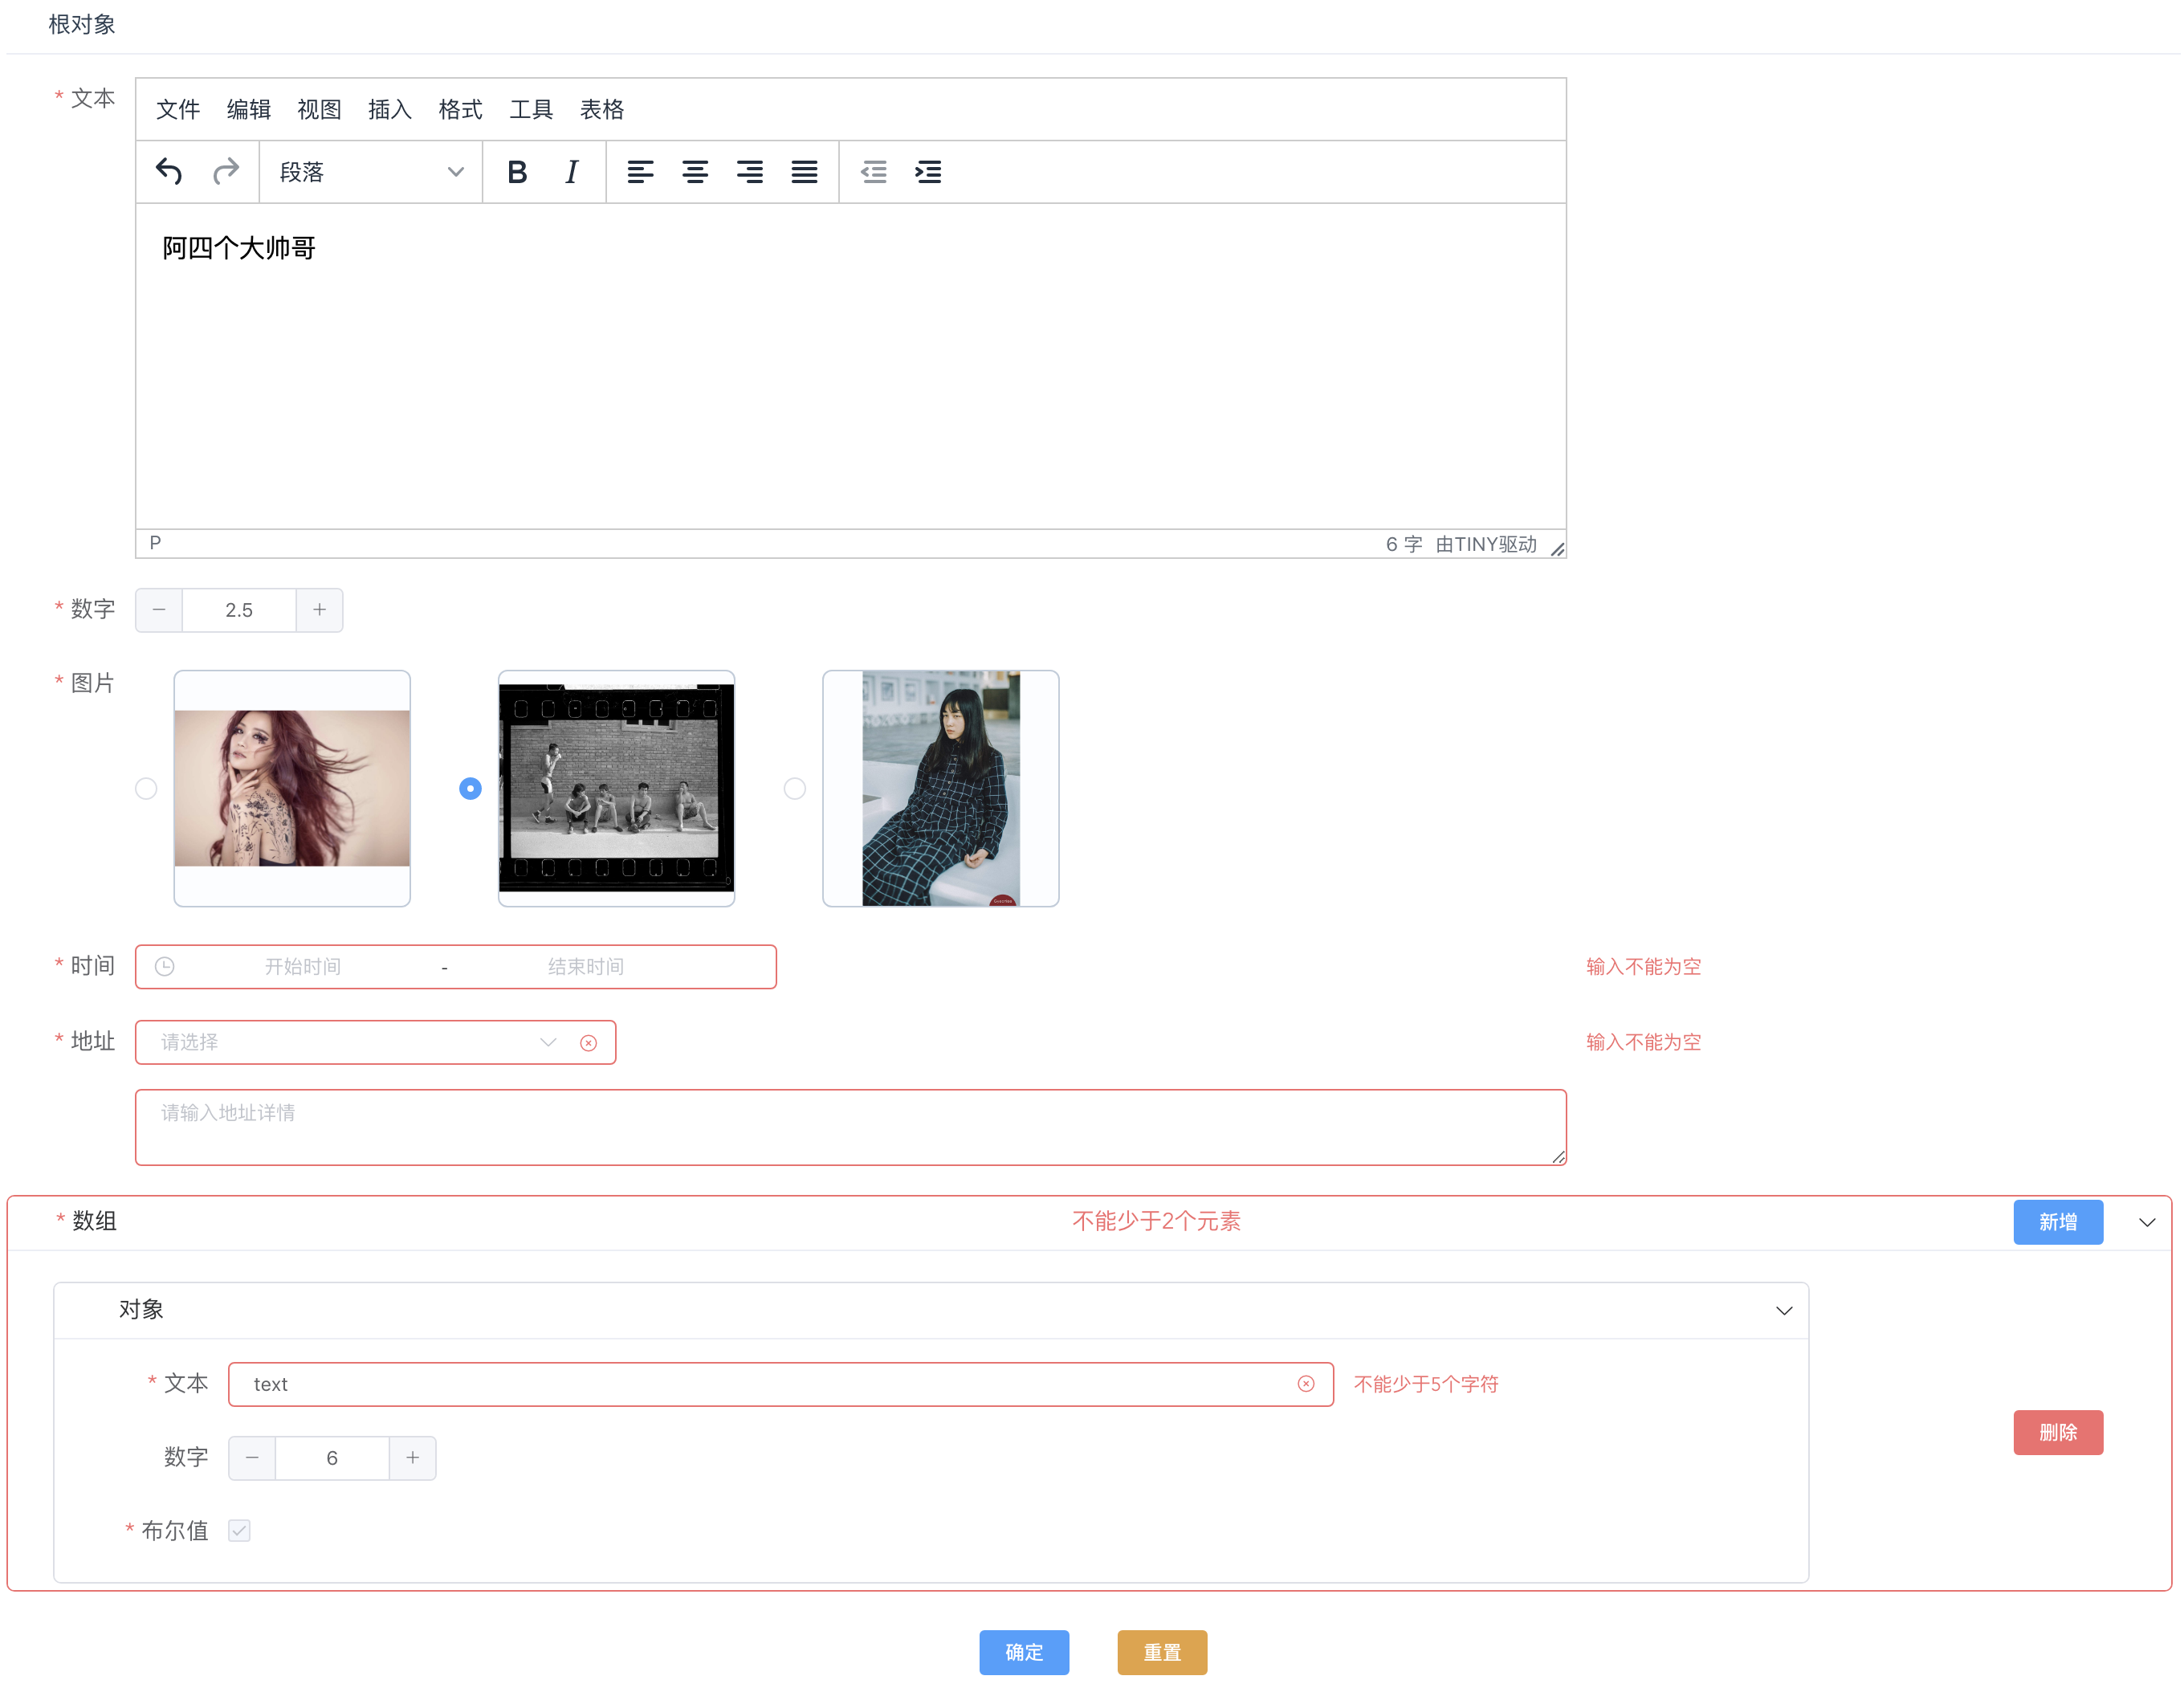 根对象
* 文本
文件 编辑 视图 插入 格式 工具 表格
段落 B I
阿四个大帅哥
P 6 字 由TINY驱动
* 数字 − 2.5 +
* 图片
* 时间 开始时间 - 结束时间 输入不能为空
* 地址 请选择 输入不能为空
请输入地址详情
* 数组 不能少于2个元素 新增
对象
* 文本 text 不能少于5个字符
删除
数字 − 6 +
* 布尔值
确定 重置